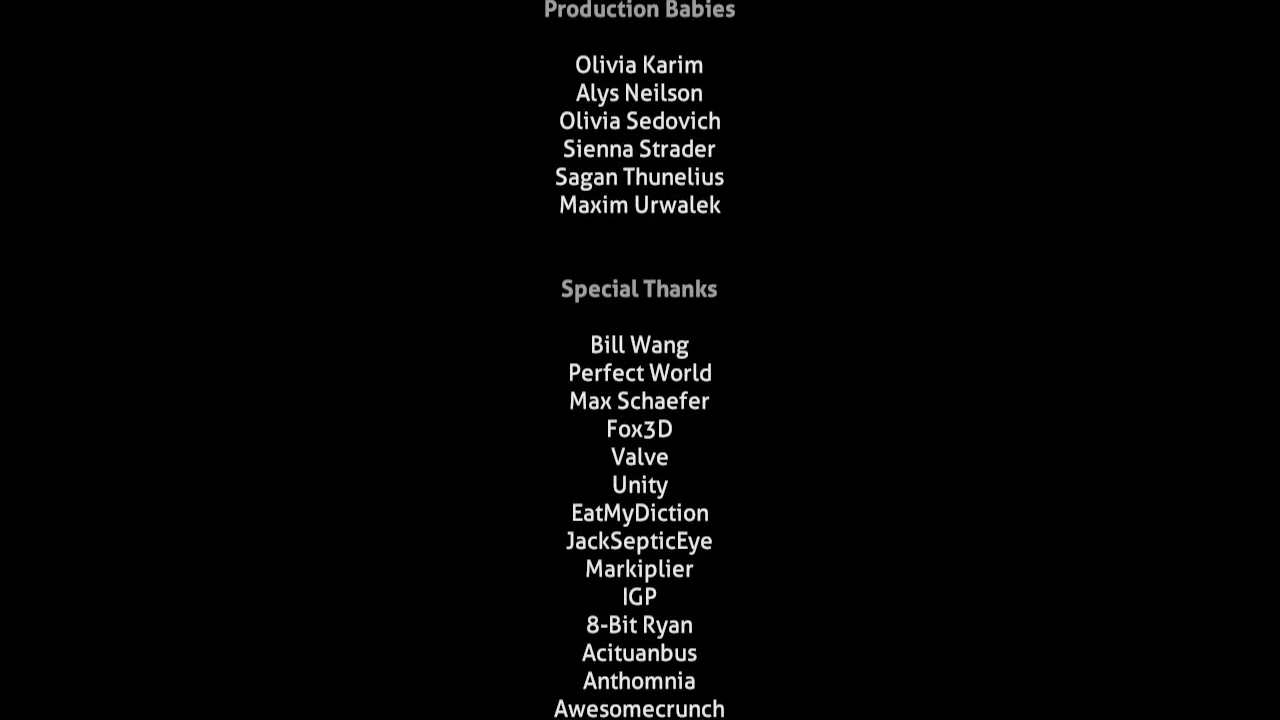 Production Babies
Olivia Karim
Alys Neilson
Olivia Sedovich
Sienna Strader
Sagan Thunelius
Maxim Urwalek
Special Thanks
Bill Wang
Perfect World
Max Schaefer
Fox3D
Valve
Unity
EatMyDiction
JackSepticEye
Markiplier
IGP
8-Bit Ryan
Acituanbus
Anthomnia
Awesomecrunch